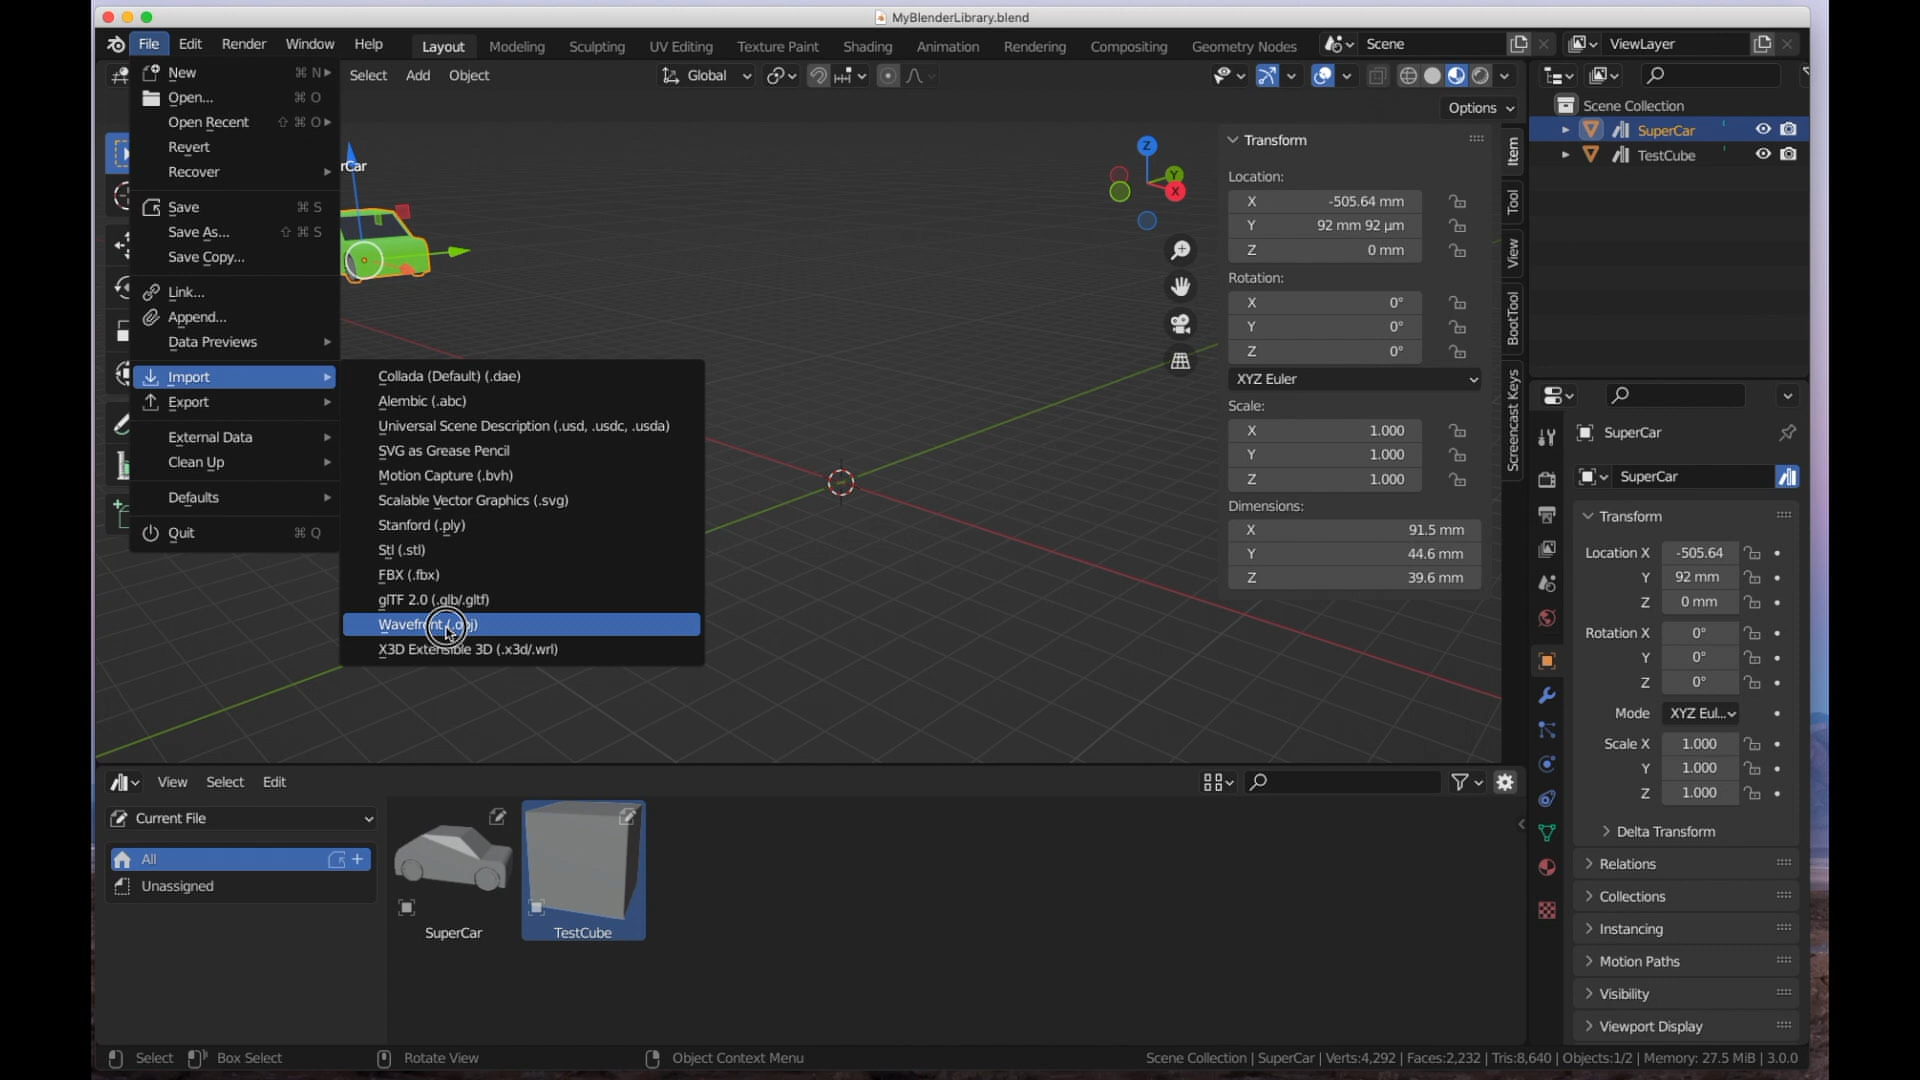 MyBlenderLibrary.blend
File Edit Render Window Help Layout Modeling Sculpting UV Editing Texture Paint Shading Animation Rendering Compositing Geometry Nodes Scene ViewLayer
Select Add Object Global
Options
New ⌘ N
Open... ⌘ O
Open Recent ⇧ ⌘ O
Revert
Recover
Save ⌘ S
Save As... ⇧ ⌘ S
Save Copy...
Link...
Append...
Data Previews
Import
Export
External Data
Clean Up
Defaults
Quit ⌘ Q
rCar
Collada (Default) (.dae)
Alembic (.abc)
Universal Scene Description (.usd, .usdc, .usda)
SVG as Grease Pencil
Motion Capture (.bvh)
Scalable Vector Graphics (.svg)
Stanford (.ply)
Stl (.stl)
FBX (.fbx)
glTF 2.0 (.glb/.gltf)
Wavefront (.obj)
X3D Extensible 3D (.x3d/.wrl)
Z
Y
X
Transform
Location:
X -505.64 mm
Y 92 mm 92 µm
Z 0 mm
Rotation:
X 0°
Y 0°
Z 0°
XYZ Euler
Scale:
X 1.000
Y 1.000
Z 1.000
Dimensions:
X 91.5 mm
Y 44.6 mm
Z 39.6 mm
Item
Tool
View
BootTool
Screencast Keys
Scene Collection
SuperCar
TestCube
SuperCar
SuperCar
Transform
Location X -505.64
Y 92 mm
Z 0 mm
Rotation X 0°
Y 0°
Z 0°
Mode XYZ Eul...
Scale X 1.000
Y 1.000
Z 1.000
Delta Transform
Relations
Collections
Instancing
Motion Paths
Visibility
Viewport Display
View Select Edit
Current File
All
Unassigned
SuperCar
TestCube
Select Box Select Rotate View Object Context Menu
Scene Collection | SuperCar | Verts:4,292 | Faces:2,232 | Tris:8,640 | Objects:1/2 | Memory: 27.5 MiB | 3.0.0